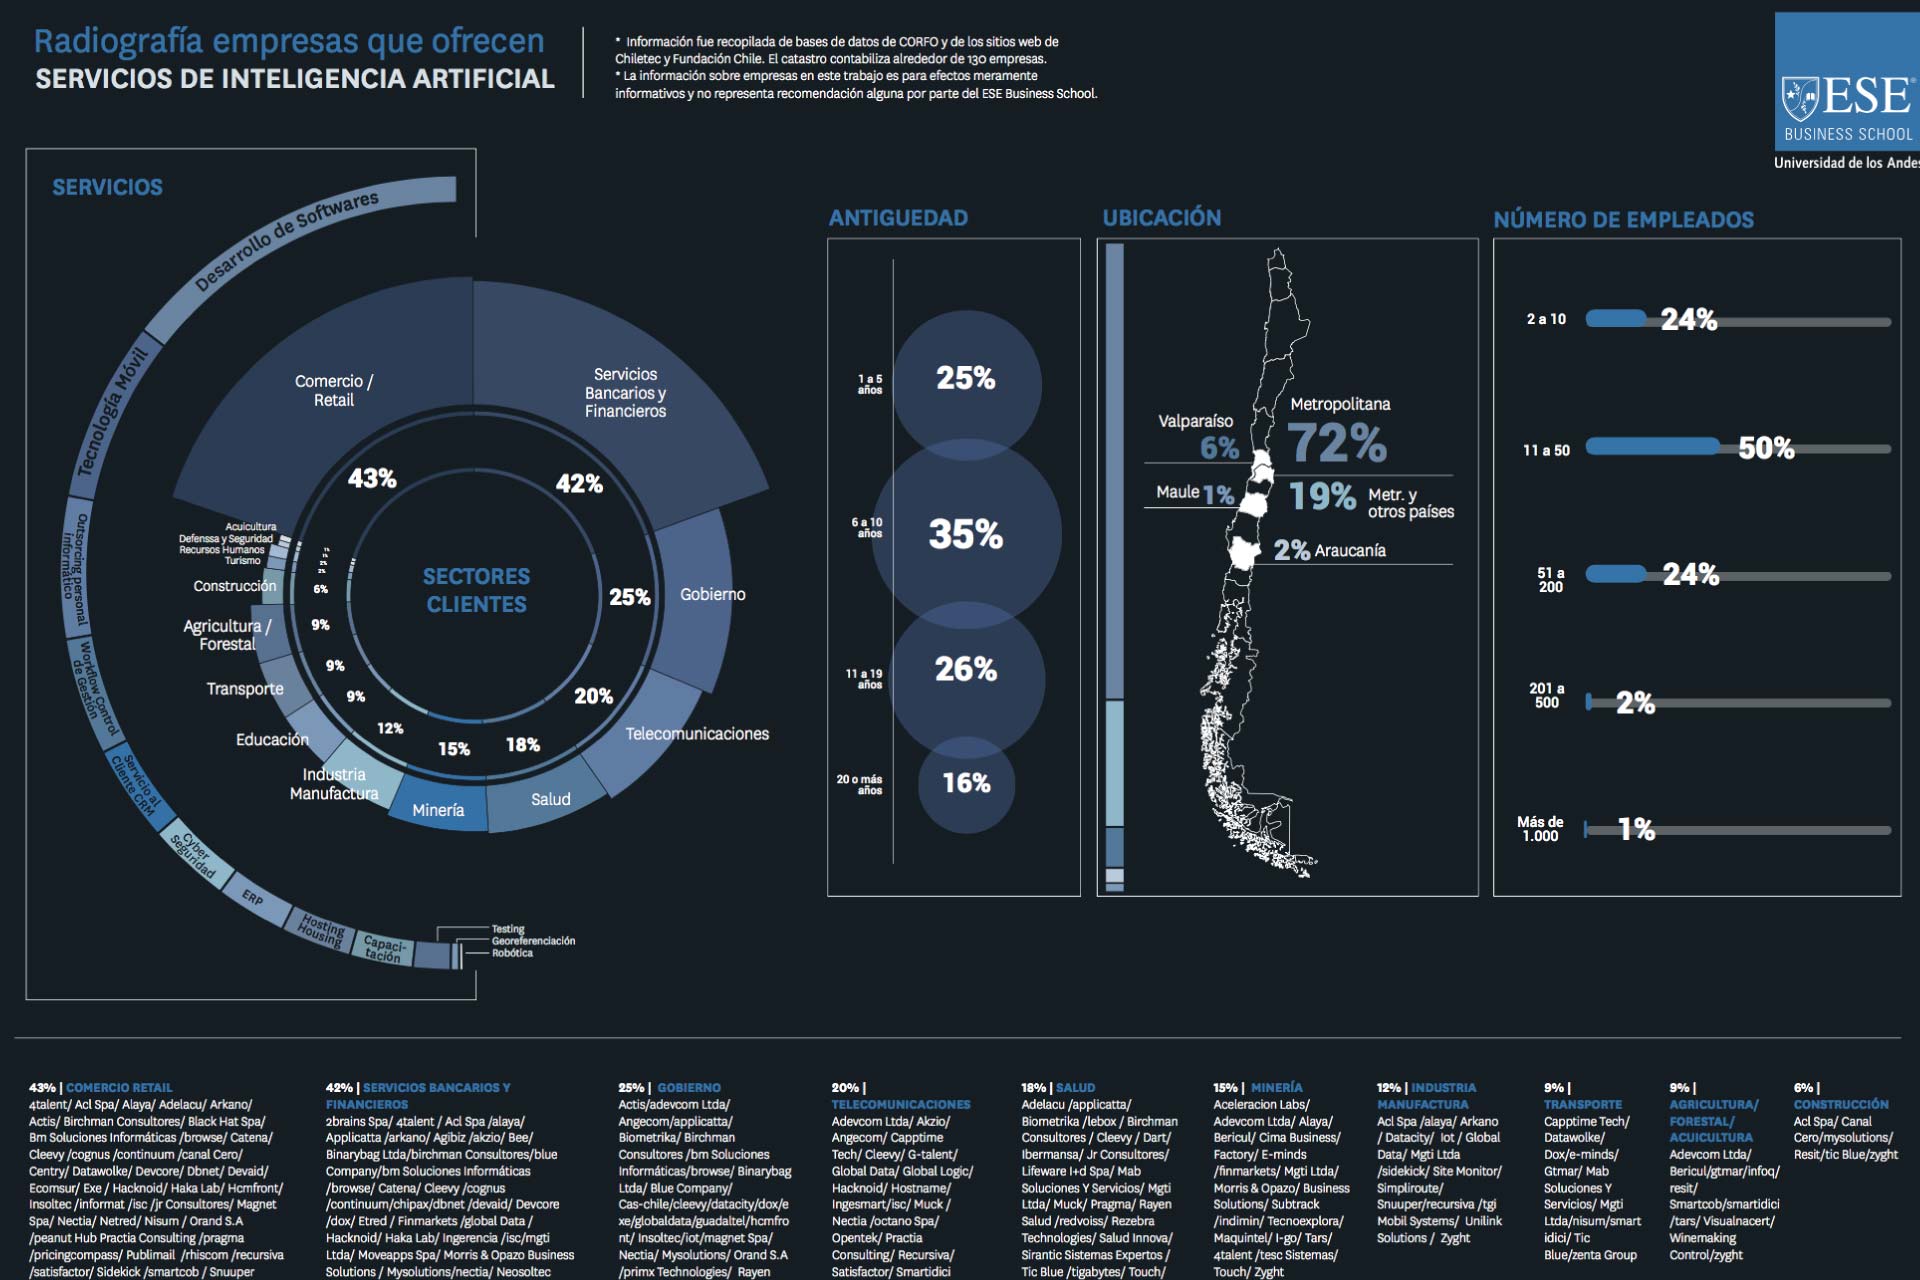 Radiografía empresas que ofrecen
SERVICIOS DE INTELIGENCIA ARTIFICIAL
* Información fue recopilada de bases de datos de CORFO y de los sitios web de
Chiletec y Fundación Chile. El catastro contabiliza alrededor de 130 empresas.
* La información sobre empresas en este trabajo es para efectos meramente
informativos y no representa recomendación alguna por parte del ESE Business School.
ESE
BUSINESS SCHOOL
Universidad de los Andes
SERVICIOS
Desarrollo de Softwares
Tecnología Móvil
Outsorcing personal
informático
Workflow Control
de Gestión
Servicio al
Cliente CRM
Cyber
Seguridad
ERP
Hosting
Housing
Capaci-
tación
Testing
Georeferenciación
Robótica
Comercio /
Retail
43%
Servicios
Bancarios y
Financieros
42%
Gobierno
25%
Telecomunicaciones
20%
Salud
18%
Minería
15%
Industria
Manufactura
12%
Educación
9%
Transporte
9%
Agricultura /
Forestal
9%
Construcción
6%
Turismo
Recursos Humanos
Defenssa y Seguridad
Acuicultura
SECTORES
CLIENTES
ANTIGUEDAD
1 a 5
años
25%
6 a 10
años
35%
11 a 19
años
26%
20 o más
años
16%
UBICACIÓN
Valparaíso
6%
Metropolitana
72%
Maule 1%
19% Metr. y
otros países
2% Araucanía
NÚMERO DE EMPLEADOS
2 a 10
24%
11 a 50
50%
51 a
200
24%
201 a
500
2%
Más de
1.000
1%
43% | COMERCIO RETAIL
4talent/ Acl Spa/ Alaya/ Adelacu/ Arkano/
Actis/ Birchman Consultores/ Black Hat Spa/
Bm Soluciones Informáticas /browse/ Catena/
Cleevy /cognus /continuum /canal Cero/
Centry/ Datawolke/ Devcore/ Dbnet/ Devaid/
Ecomsur/ Exe / Hacknoid/ Haka Lab/ Hcmfront/
Insoltec /informat /isc /jr Consultores/ Magnet
Spa/ Nectia/ Netred/ Nisum / Orand S.A
/peanut Hub Practia Consulting /pragma
/pricingcompass/ Publimail /rhiscom /recursiva
/satisfactor/ Sidekick /smartcob / Snuuper
42% | SERVICIOS BANCARIOS Y
FINANCIEROS
2brains Spa/ 4talent / Acl Spa /alaya/
Applicatta /arkano/ Agibiz /akzio/ Bee/
Binarybag Ltda/birchman Consultores/blue
Company/bm Soluciones Informáticas
/browse/ Catena/ Cleevy /cognus
/continuum/chipax/dbnet /devaid/ Devcore
/dox/ Etred / Finmarkets /global Data /
Hacknoid/ Haka Lab/ Ingerencia /isc/mgti
Ltda/ Moveapps Spa/ Morris & Opazo Business
Solutions / Mysolutions/nectia/ Neosoltec
25% | GOBIERNO
Actis/adevcom Ltda/
Angecom/applicatta/
Biometrika/ Birchman
Consultores /bm Soluciones
Informáticas/browse/ Binarybag
Ltda/ Blue Company/
Cas-chile/cleevy/datacity/dox/e
xe/globaldata/guadaltel/hcmfro
nt/ Insoltec/iot/magnet Spa/
Nectia/ Mysolutions/ Orand S.A
/primx Technologies/ Rayen
20% |
TELECOMUNICACIONES
Adevcom Ltda/ Akzio/
Angecom/ Capptime
Tech/ Cleevy/ G-talent/
Global Data/ Global Logic/
Hacknoid/ Hostname/
Ingesmart/isc/ Muck /
Nectia /octano Spa/
Opentek/ Practia
Consulting/ Recursiva/
Satisfactor/ Smartidici
18% | SALUD
Adelacu /applicatta/
Biometrika /lebox / Birchman
Consultores / Cleevy / Dart/
Ibermansa/ Jr Consultores/
Lifeware I+d Spa/ Mab
Soluciones Y Servicios/ Mgti
Ltda/ Muck/ Pragma/ Rayen
Salud /redvoiss/ Rezebra
Technologies/ Salud Innova/
Sirantic Sistemas Expertos /
Tic Blue /tigabytes/ Touch/
15% | MINERÍA
Aceleracion Labs/
Adevcom Ltda/ Alaya/
Bericul/ Cima Business/
Factory/ E-minds
/finmarkets/ Mgti Ltda/
Morris & Opazo/ Business
Solutions/ Subtrack
/indimin/ Tecnoexplora/
Maquintel/ I-go/ Tars/
4talent /tesc Sistemas/
Touch/ Zyght
12% | INDUSTRIA
MANUFACTURA
Acl Spa /alaya/ Arkano
/ Datacity/ Iot / Global
Data/ Mgti Ltda
/sidekick/ Site Monitor/
Simpliroute/
Snuuper/recursiva /tgi
Mobil Systems/ Unilink
Solutions / Zyght
9% |
TRANSPORTE
Capptime Tech/
Datawolke/
Dox/e-minds/
Gtmar/ Mab
Soluciones Y
Servicios/ Mgti
Ltda/nisum/smart
idici/ Tic
Blue/zenta Group
9% |
AGRICULTURA/
FORESTAL/
ACUICULTURA
Adevcom Ltda/
Bericul/gtmar/infoq/
resit/
Smartcob/smartidici
/tars/ Visualnacert/
Winemaking
Control/zyght
6% |
CONSTRUCCIÓN
Acl Spa/ Canal
Cero/mysolutions/
Resit/tic Blue/zyght